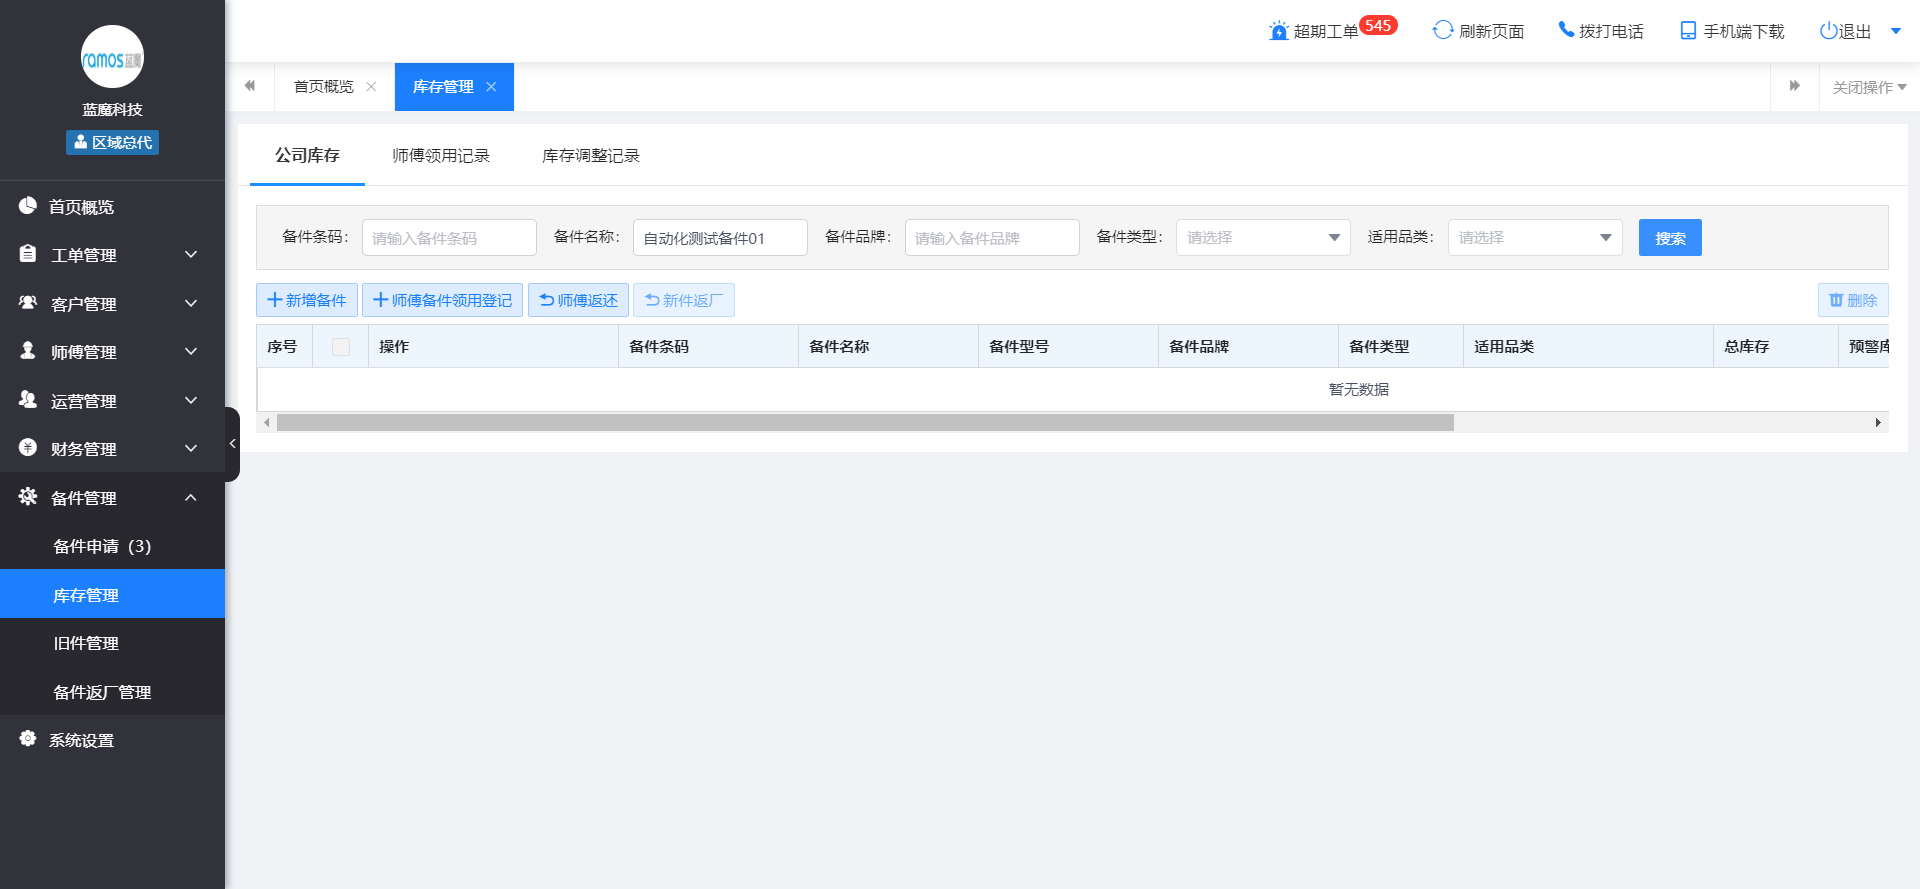 超期工单 545 刷新页面 拨打电话 手机端下载 退出
ramos蓝魔
蓝魔科技
区域总代
首页概览
工单管理
客户管理
师傅管理
运营管理
财务管理
备件管理
备件申请（3）
库存管理
旧件管理
备件返厂管理
系统设置
首页概览 库存管理 关闭操作
公司库存 师傅领用记录 库存调整记录
备件条码： 请输入备件条码 备件名称： 自动化测试备件01 备件品牌： 请输入备件品牌 备件类型： 请选择 适用品类： 请选择 搜索
新增备件 师傅备件领用登记 师傅返还 新件返厂 删除
序号 操作 备件条码 备件名称 备件型号 备件品牌 备件类型 适用品类 总库存 预警库
暂无数据